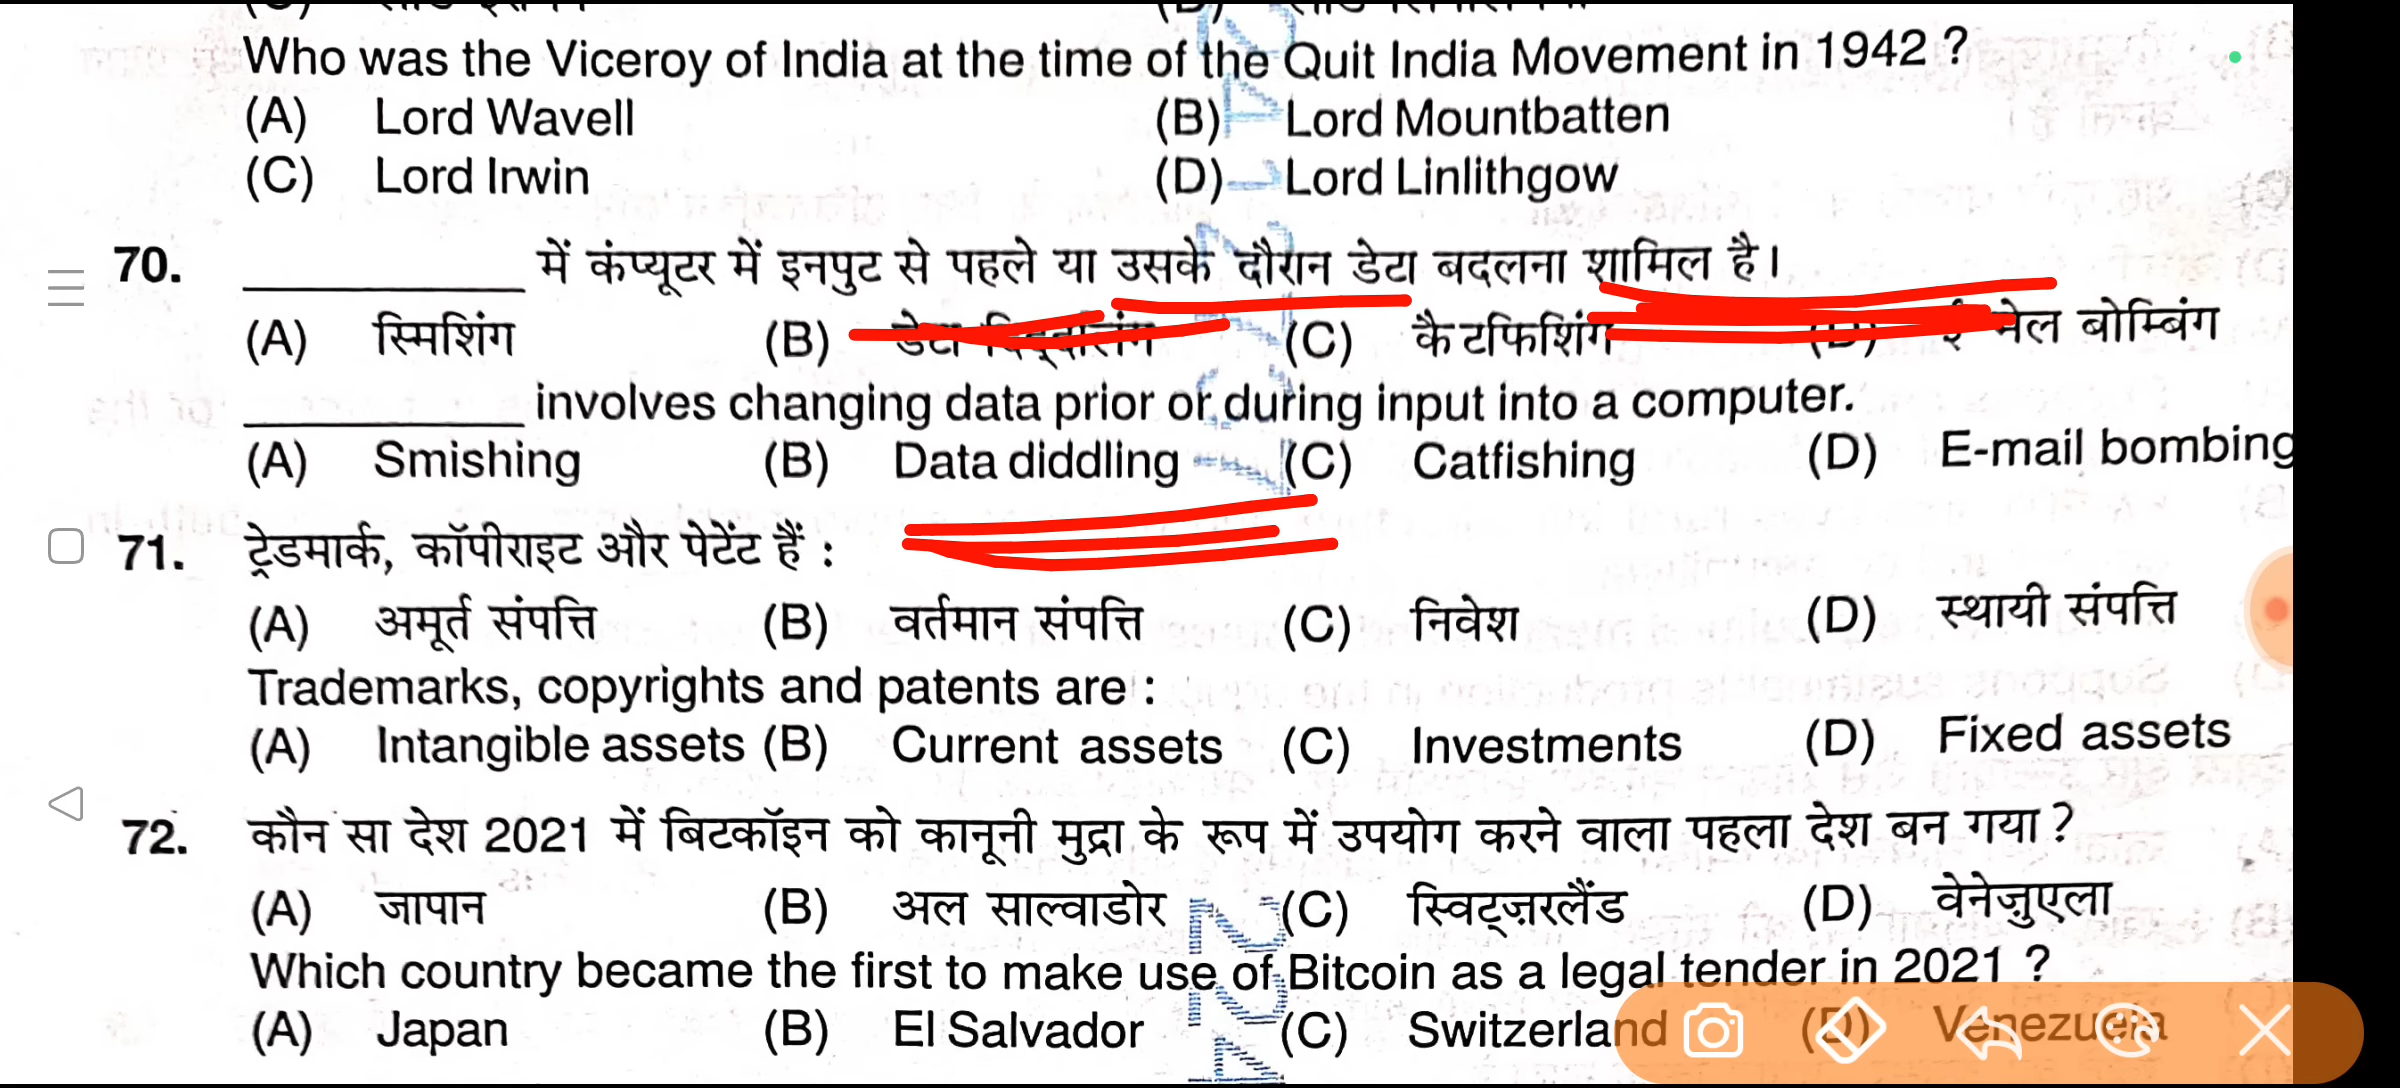 Who was the Viceroy of India at the time of the Quit India Movement in 1942 ?
(A) Lord Wavell (B) Lord Mountbatten
(C) Lord Irwin (D) Lord Linlithgow
70. ________ में कंप्यूटर में इनपुट से पहले या उसके दौरान डेटा बदलना शामिल है।
(A) स्मिशिंग (B) डेटा (C) कैटफिशिंग (D) ई मेल बोम्बिंग
________ involves changing data prior or during input into a computer.
(A) Smishing (B) Data diddling (C) Catfishing (D) E-mail bombing
71. ट्रेडमार्क, कॉपीराइट और पेटेंट हैं :
(A) अमूर्त संपत्ति (B) वर्तमान संपत्ति (C) निवेश (D) स्थायी संपत्ति
Trademarks, copyrights and patents are :
(A) Intangible assets (B) Current assets (C) Investments (D) Fixed assets
72. कौन सा देश 2021 में बिटकॉइन को कानूनी मुद्रा के रूप में उपयोग करने वाला पहला देश बन गया ?
(A) जापान (B) अल साल्वाडोर (C) स्विट्ज़रलैंड (D) वेनेज़ुएला
Which country became the first to make use of Bitcoin as a legal tender in 2021 ?
(A) Japan (B) El Salvador (C) Switzerland (D) Venezuela